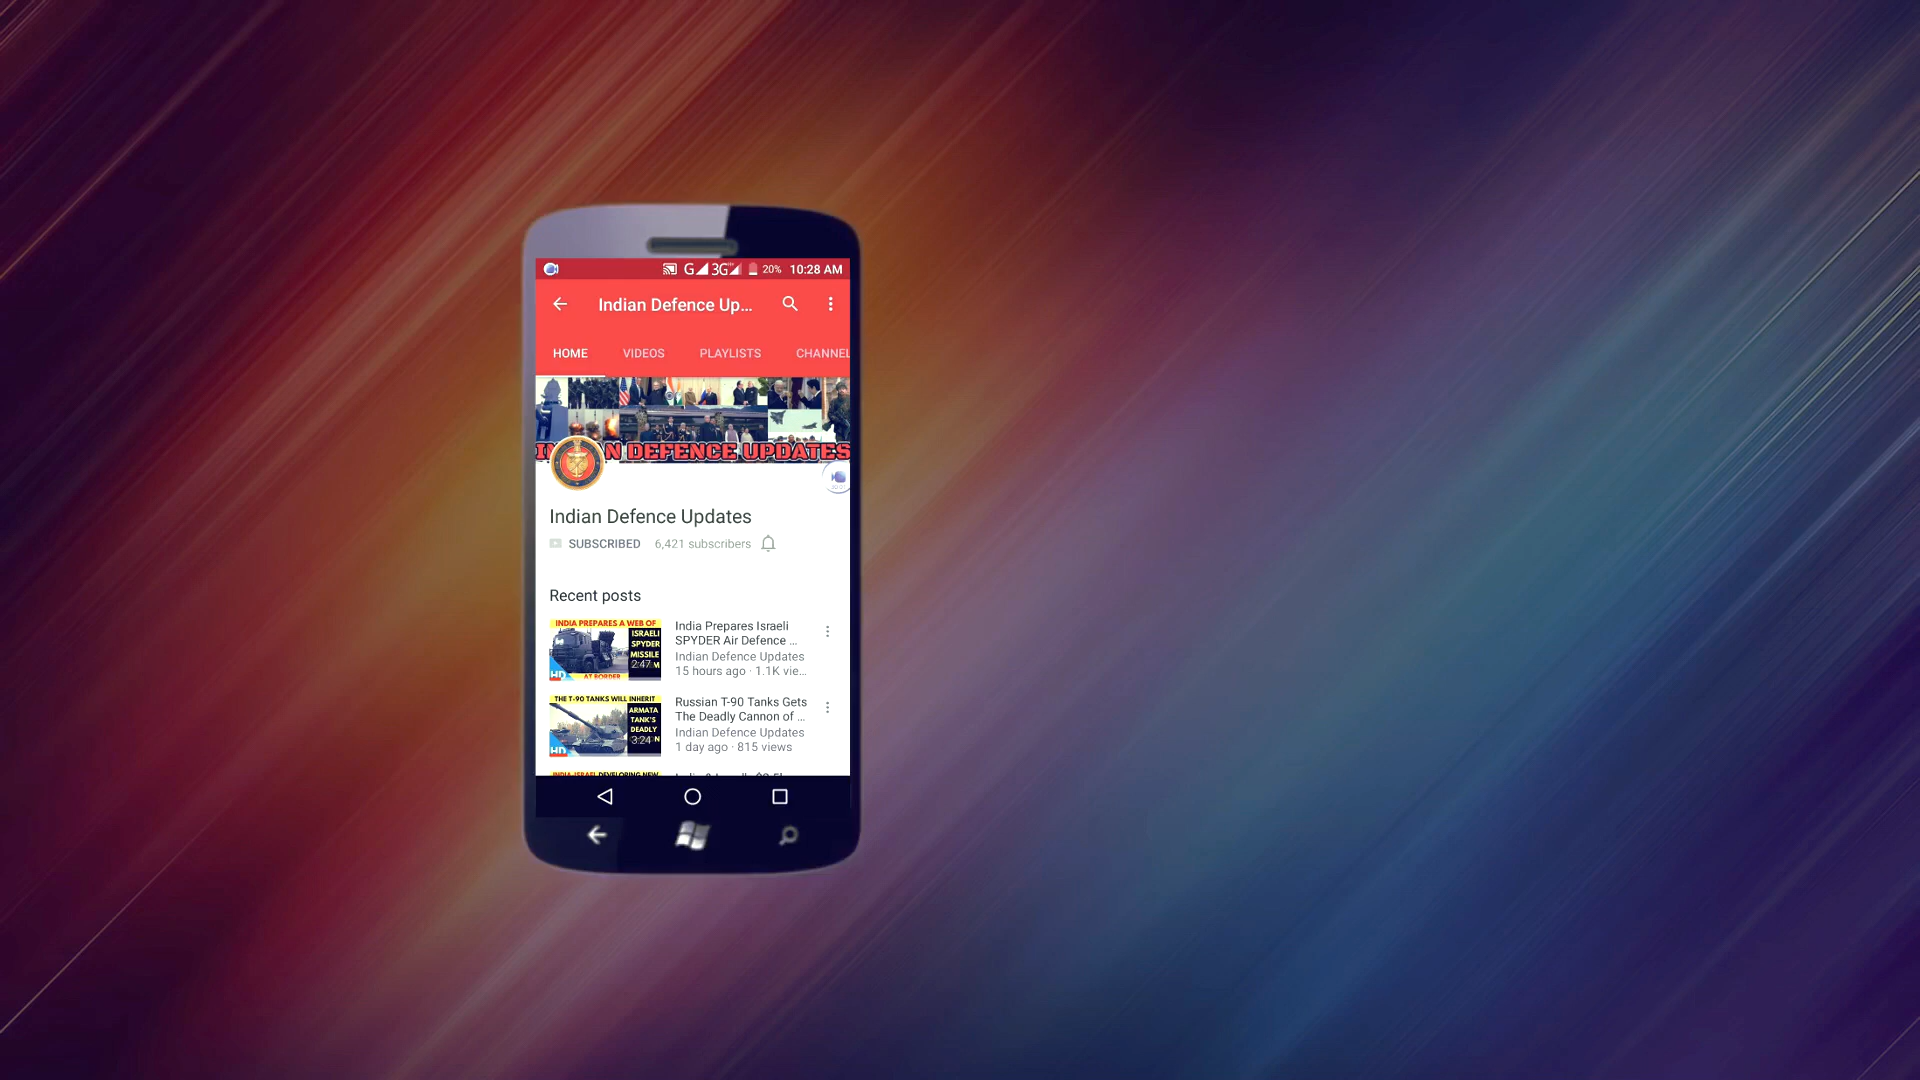 G 3G 20% 10:28 AM
Indian Defence Up...
HOME VIDEOS PLAYLISTS CHANNEL
N DEFENCE UPDATES
Indian Defence Updates
SUBSCRIBED 6,421 subscribers
Recent posts
INDIA PREPARES A WEB OF
ISRAELI
SPYDER
MISSILE
2:47 M
HD
AT BORDER
India Prepares Israeli
SPYDER Air Defence ...
Indian Defence Updates
15 hours ago · 1.1K vie...
THE T-90 TANKS WILL INHERIT
ARMATA
TANK'S
DEADLY
3:24 N
HD
Russian T-90 Tanks Gets
The Deadly Cannon of ...
Indian Defence Updates
1 day ago · 815 views
INDIA-ISRAEL DEVELOPING NEW